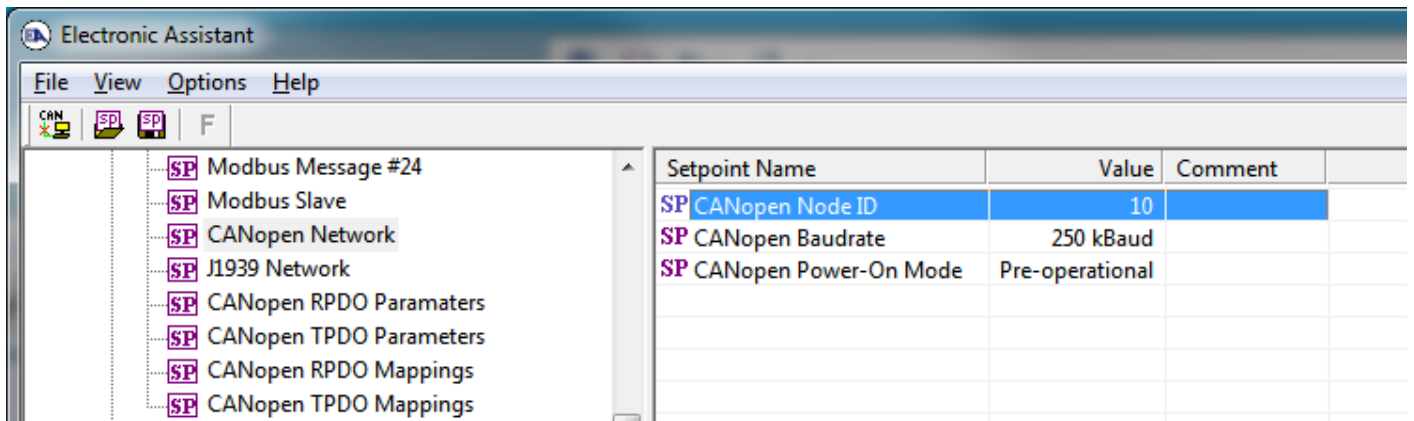 Electronic Assistant
File View Options Help
CAN SP SP F
SP Modbus Message #24
SP Modbus Slave
SP CANopen Network
SP J1939 Network
SP CANopen RPDO Paramaters
SP CANopen TPDO Parameters
SP CANopen RPDO Mappings
SP CANopen TPDO Mappings
Setpoint Name Value Comment
SP CANopen Node ID 10
SP CANopen Baudrate 250 kBaud
SP CANopen Power-On Mode Pre-operational